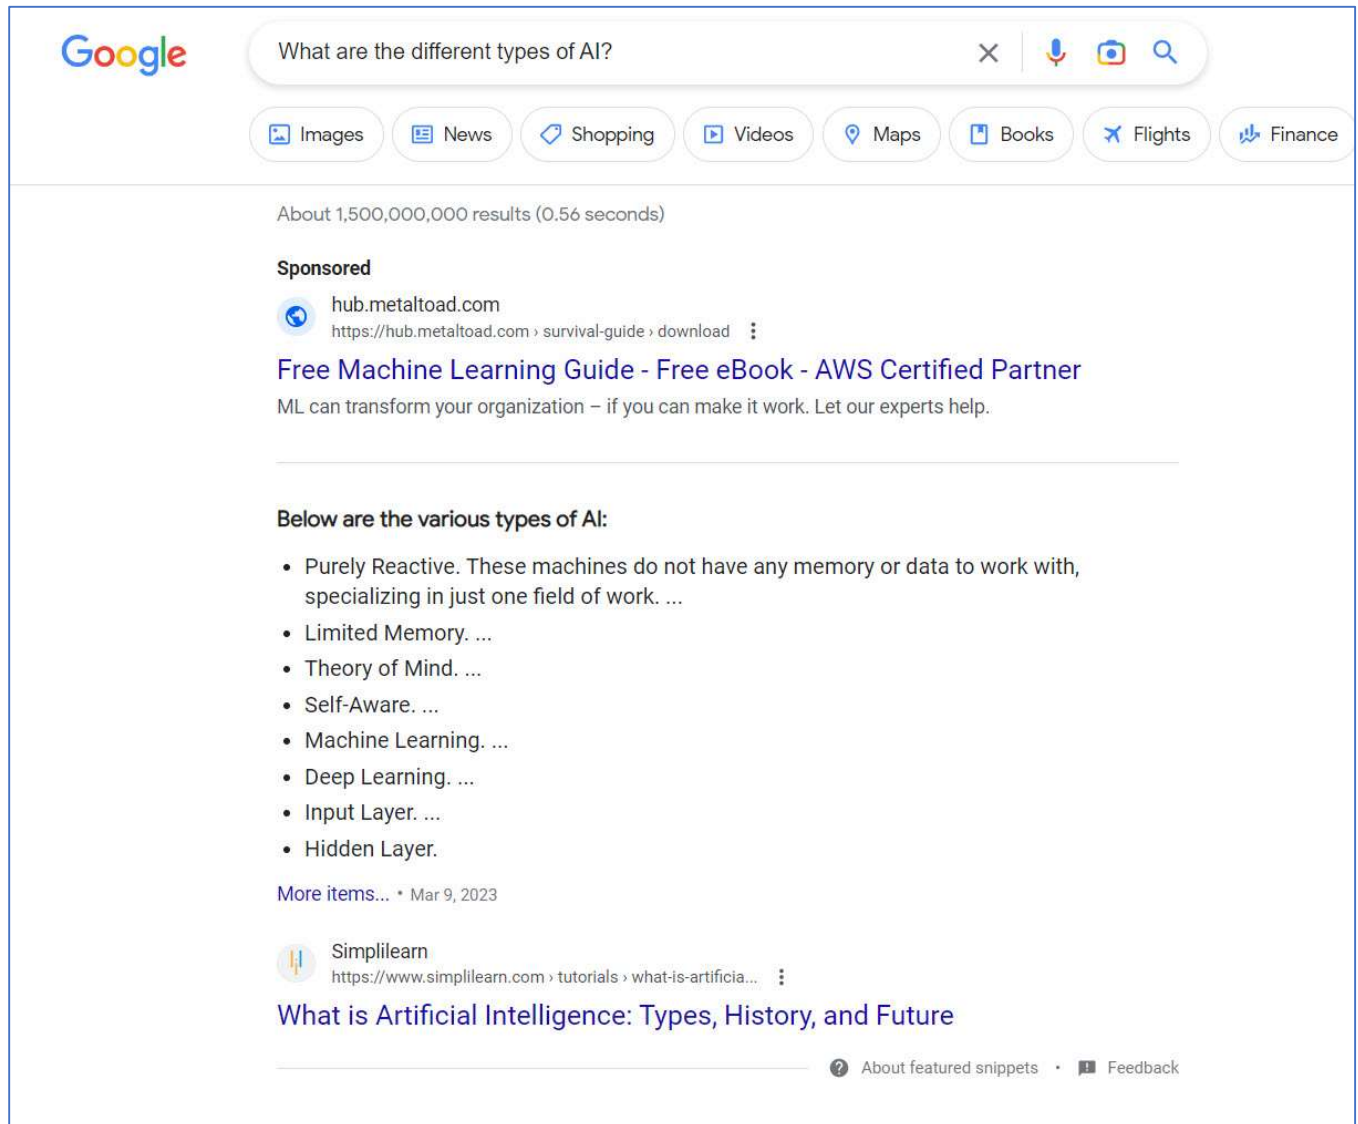 Google
What are the different types of AI?
Images
News
Shopping
Videos
Maps
Books
Flights
Finance
About 1,500,000,000 results (0.56 seconds)
Sponsored
hub.metaltoad.com
https://hub.metaltoad.com › survival-guide › download
Free Machine Learning Guide - Free eBook - AWS Certified Partner
ML can transform your organization – if you can make it work. Let our experts help.
Below are the various types of AI:
• Purely Reactive. These machines do not have any memory or data to work with,
specializing in just one field of work. ...
• Limited Memory. ...
• Theory of Mind. ...
• Self-Aware. ...
• Machine Learning. ...
• Deep Learning. ...
• Input Layer. ...
• Hidden Layer.
More items... • Mar 9, 2023
Simplilearn
https://www.simplilearn.com › tutorials › what-is-artificia...
What is Artificial Intelligence: Types, History, and Future
About featured snippets • Feedback